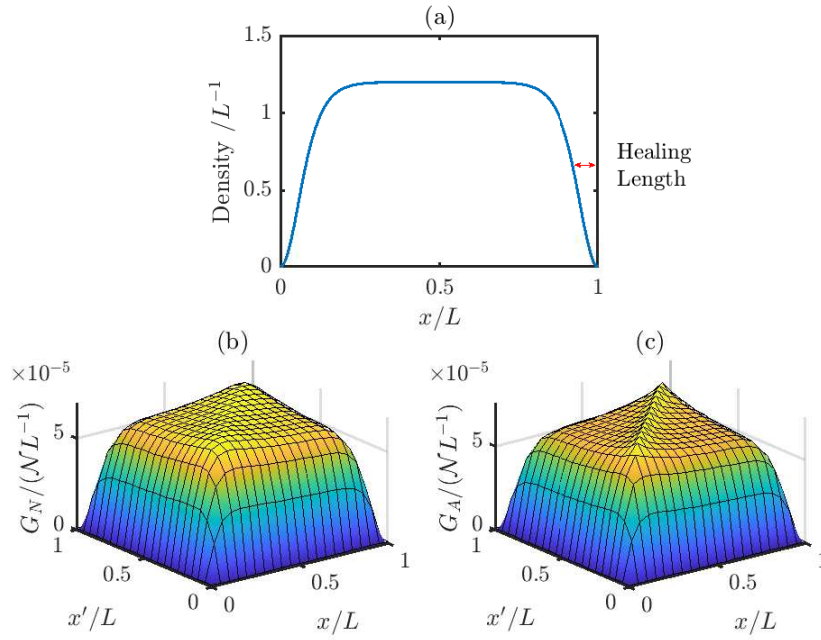 (a)
1.5
1
0.5
0
Density /L⁻¹
0
0.5
1
x/L
Healing
Length
(b)
×10⁻⁵
5
0
G_N/(𝒩L⁻¹)
1
0.5
0
x′/L
0
0.5
1
x/L
(c)
×10⁻⁵
5
0
G_A/(𝒩L⁻¹)
1
0.5
0
x′/L
0
0.5
1
x/L